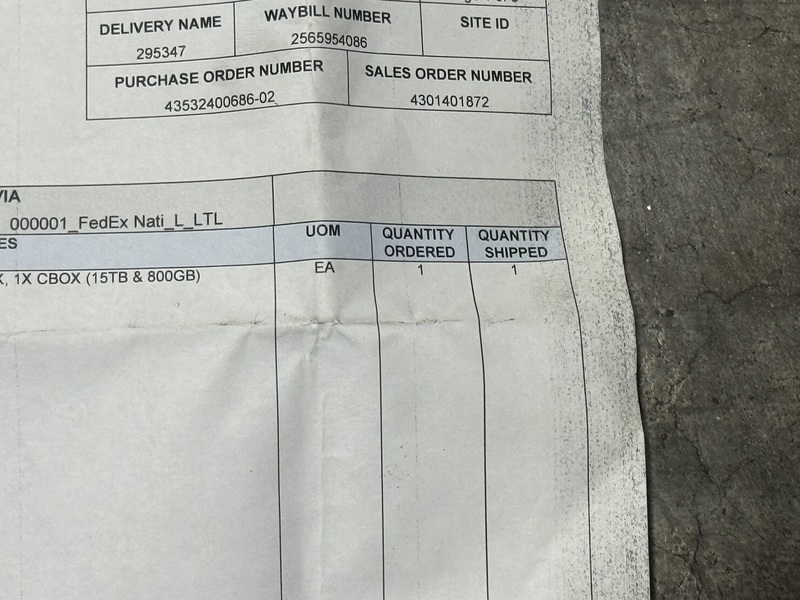 DELIVERY NAME WAYBILL NUMBER SITE ID
295347 2565954086
PURCHASE ORDER NUMBER SALES ORDER NUMBER
43532400686-02 4301401872
VIA
000001_FedEx Nati_L_LTL
ES UOM QUANTITY ORDERED QUANTITY SHIPPED
X, 1X CBOX (15TB & 800GB) EA 1 1